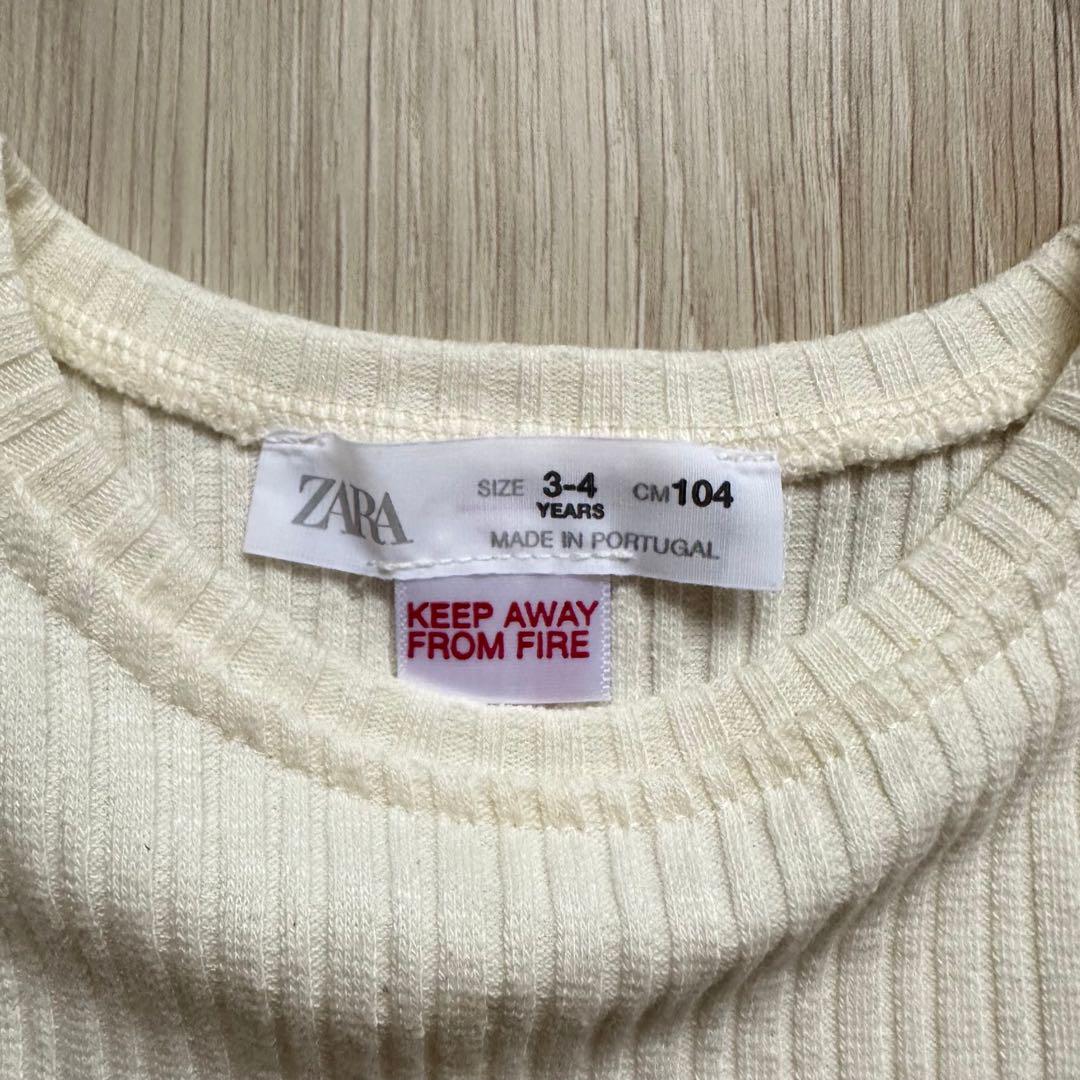 ZARA
SIZE 3-4 YEARS CM 104
MADE IN PORTUGAL
KEEP AWAY
FROM FIRE